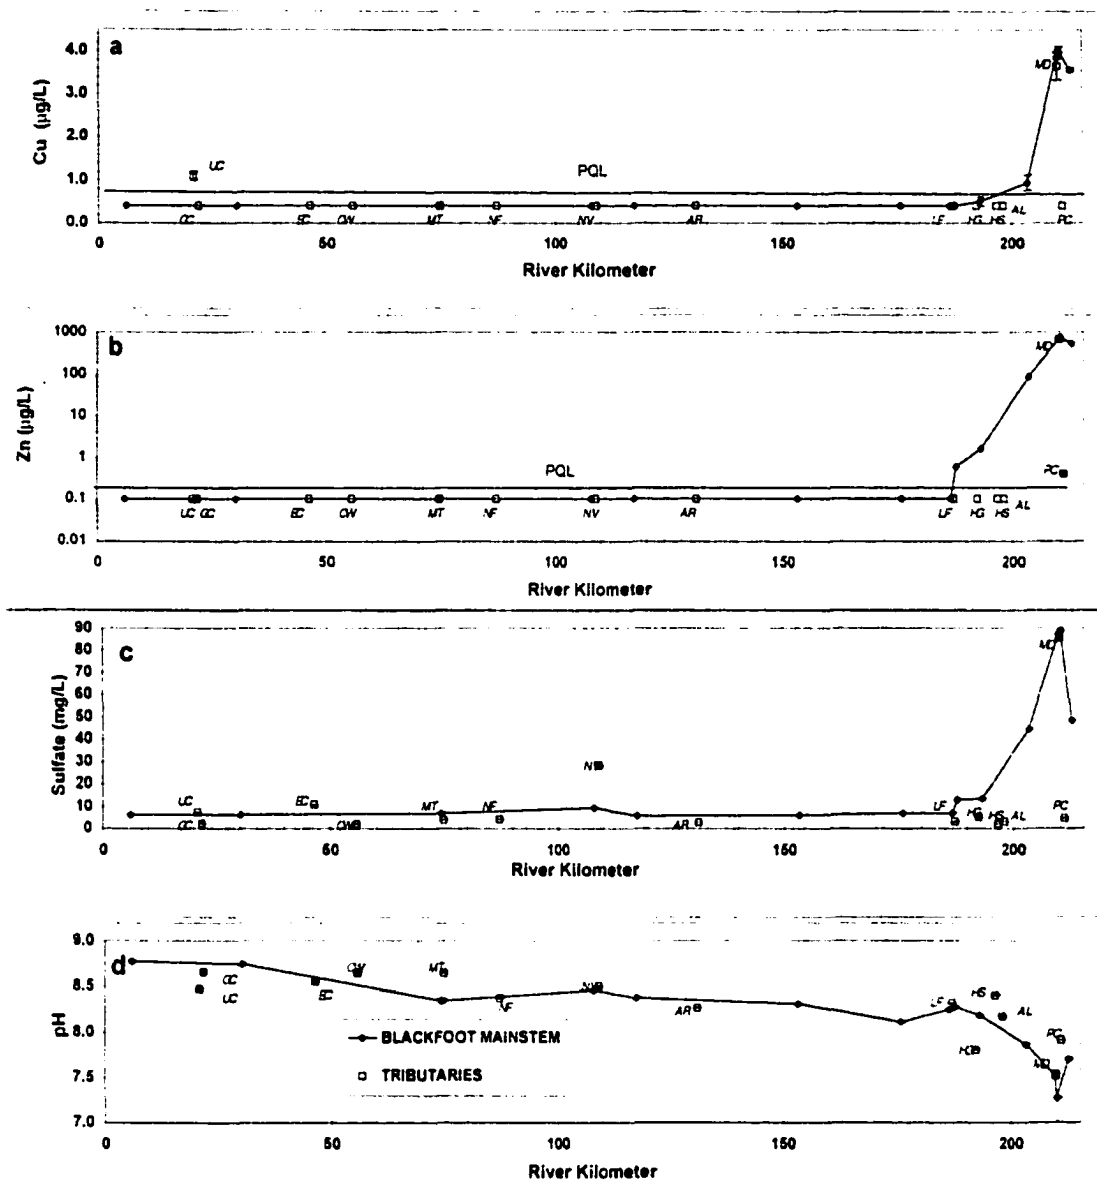 a
4.0
3.0
2.0
1.0
0.0
Cu (µg/L)
UC
PQL
MD
CC
EC
CW
MT
NF
NV
AR
LF
HG
HS
AL
PC
0
50
100
150
200
River Kilometer
b
1000
100
10
1
0.1
0.01
Zn (µg/L)
PQL
MD
PC
UC
CC
EC
CW
MT
NF
NV
AR
LF
HG
HS
AL
0
50
100
150
200
River Kilometer
c
90
80
70
60
50
40
30
20
10
0
Sulfate (mg/L)
MD
UC
CC
EC
CW
MT
NF
AR
LF
HG
HS
AL
PC
0
50
100
150
200
River Kilometer
d
9.0
8.5
8.0
7.5
7.0
pH
CC
UC
EC
CW
MT
NF
NV
AR
LF
HS
AL
HG
PC
BLACKFOOT MAINSTEM
TRIBUTARIES
0
50
100
150
200
River Kilometer